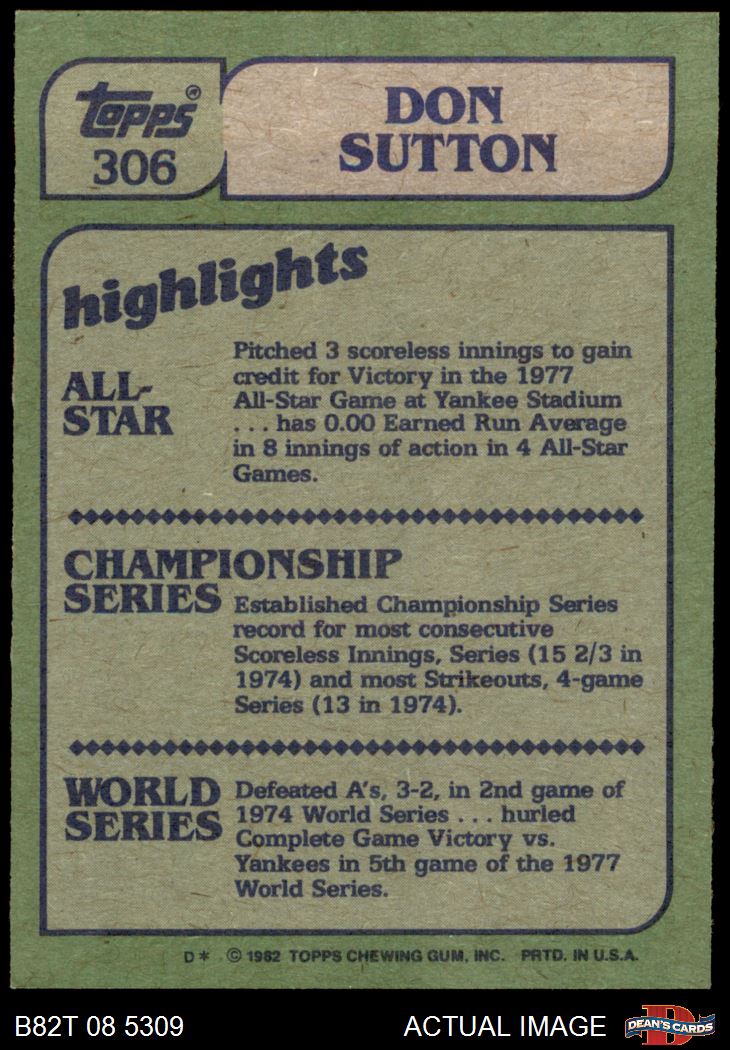 Topps®
306
DON
SUTTON
highlights
ALL-
STAR
Pitched 3 scoreless innings to gain
credit for Victory in the 1977
All-Star Game at Yankee Stadium
. . . has 0.00 Earned Run Average
in 8 innings of action in 4 All-Star
Games.
CHAMPIONSHIP
SERIES
Established Championship Series
record for most consecutive
Scoreless Innings, Series (15 2/3 in
1974) and most Strikeouts, 4-game
Series (13 in 1974).
WORLD
SERIES
Defeated A's, 3-2, in 2nd game of
1974 World Series . . . hurled
Complete Game Victory vs.
Yankees in 5th game of the 1977
World Series.
D* © 1982 TOPPS CHEWING GUM, INC. PRTD. IN U.S.A.
B82T 08 5309
ACTUAL IMAGE
D
DEAN'S CARDS